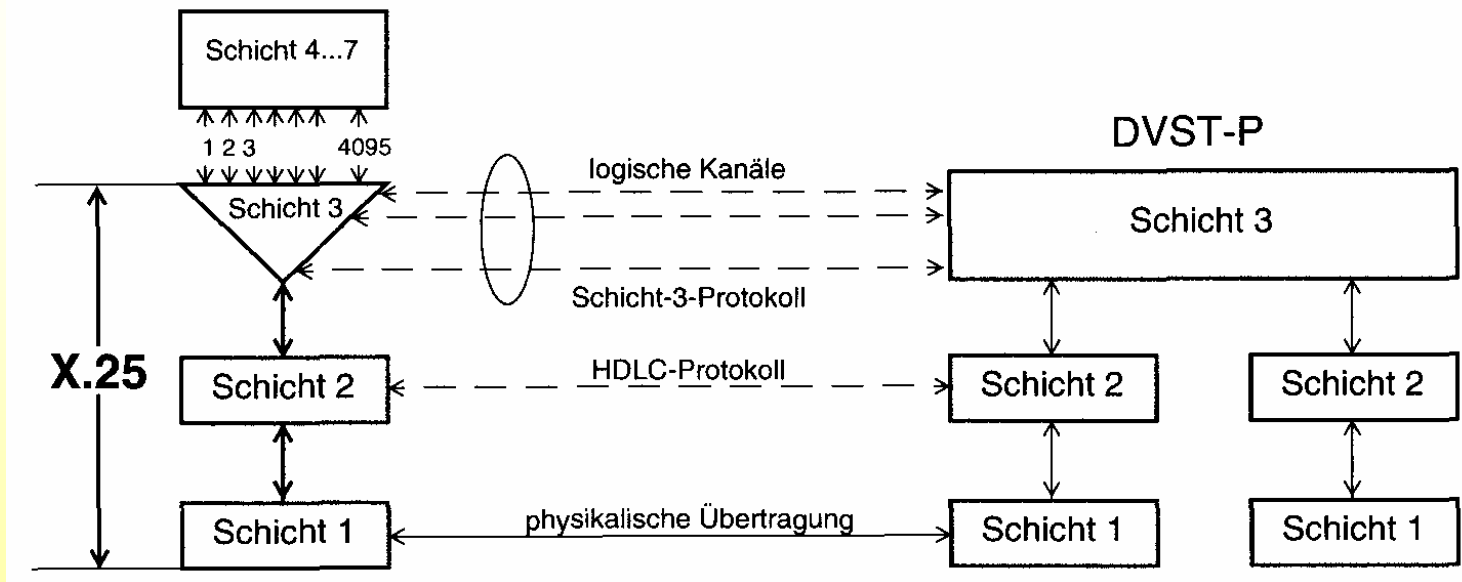 Schicht 4...7
1 2 3 4095
DVST-P
logische Kanäle
Schicht 3
Schicht 3
Schicht-3-Protokoll
X.25
HDLC-Protokoll
Schicht 2
Schicht 2
Schicht 2
physikalische Übertragung
Schicht 1
Schicht 1
Schicht 1